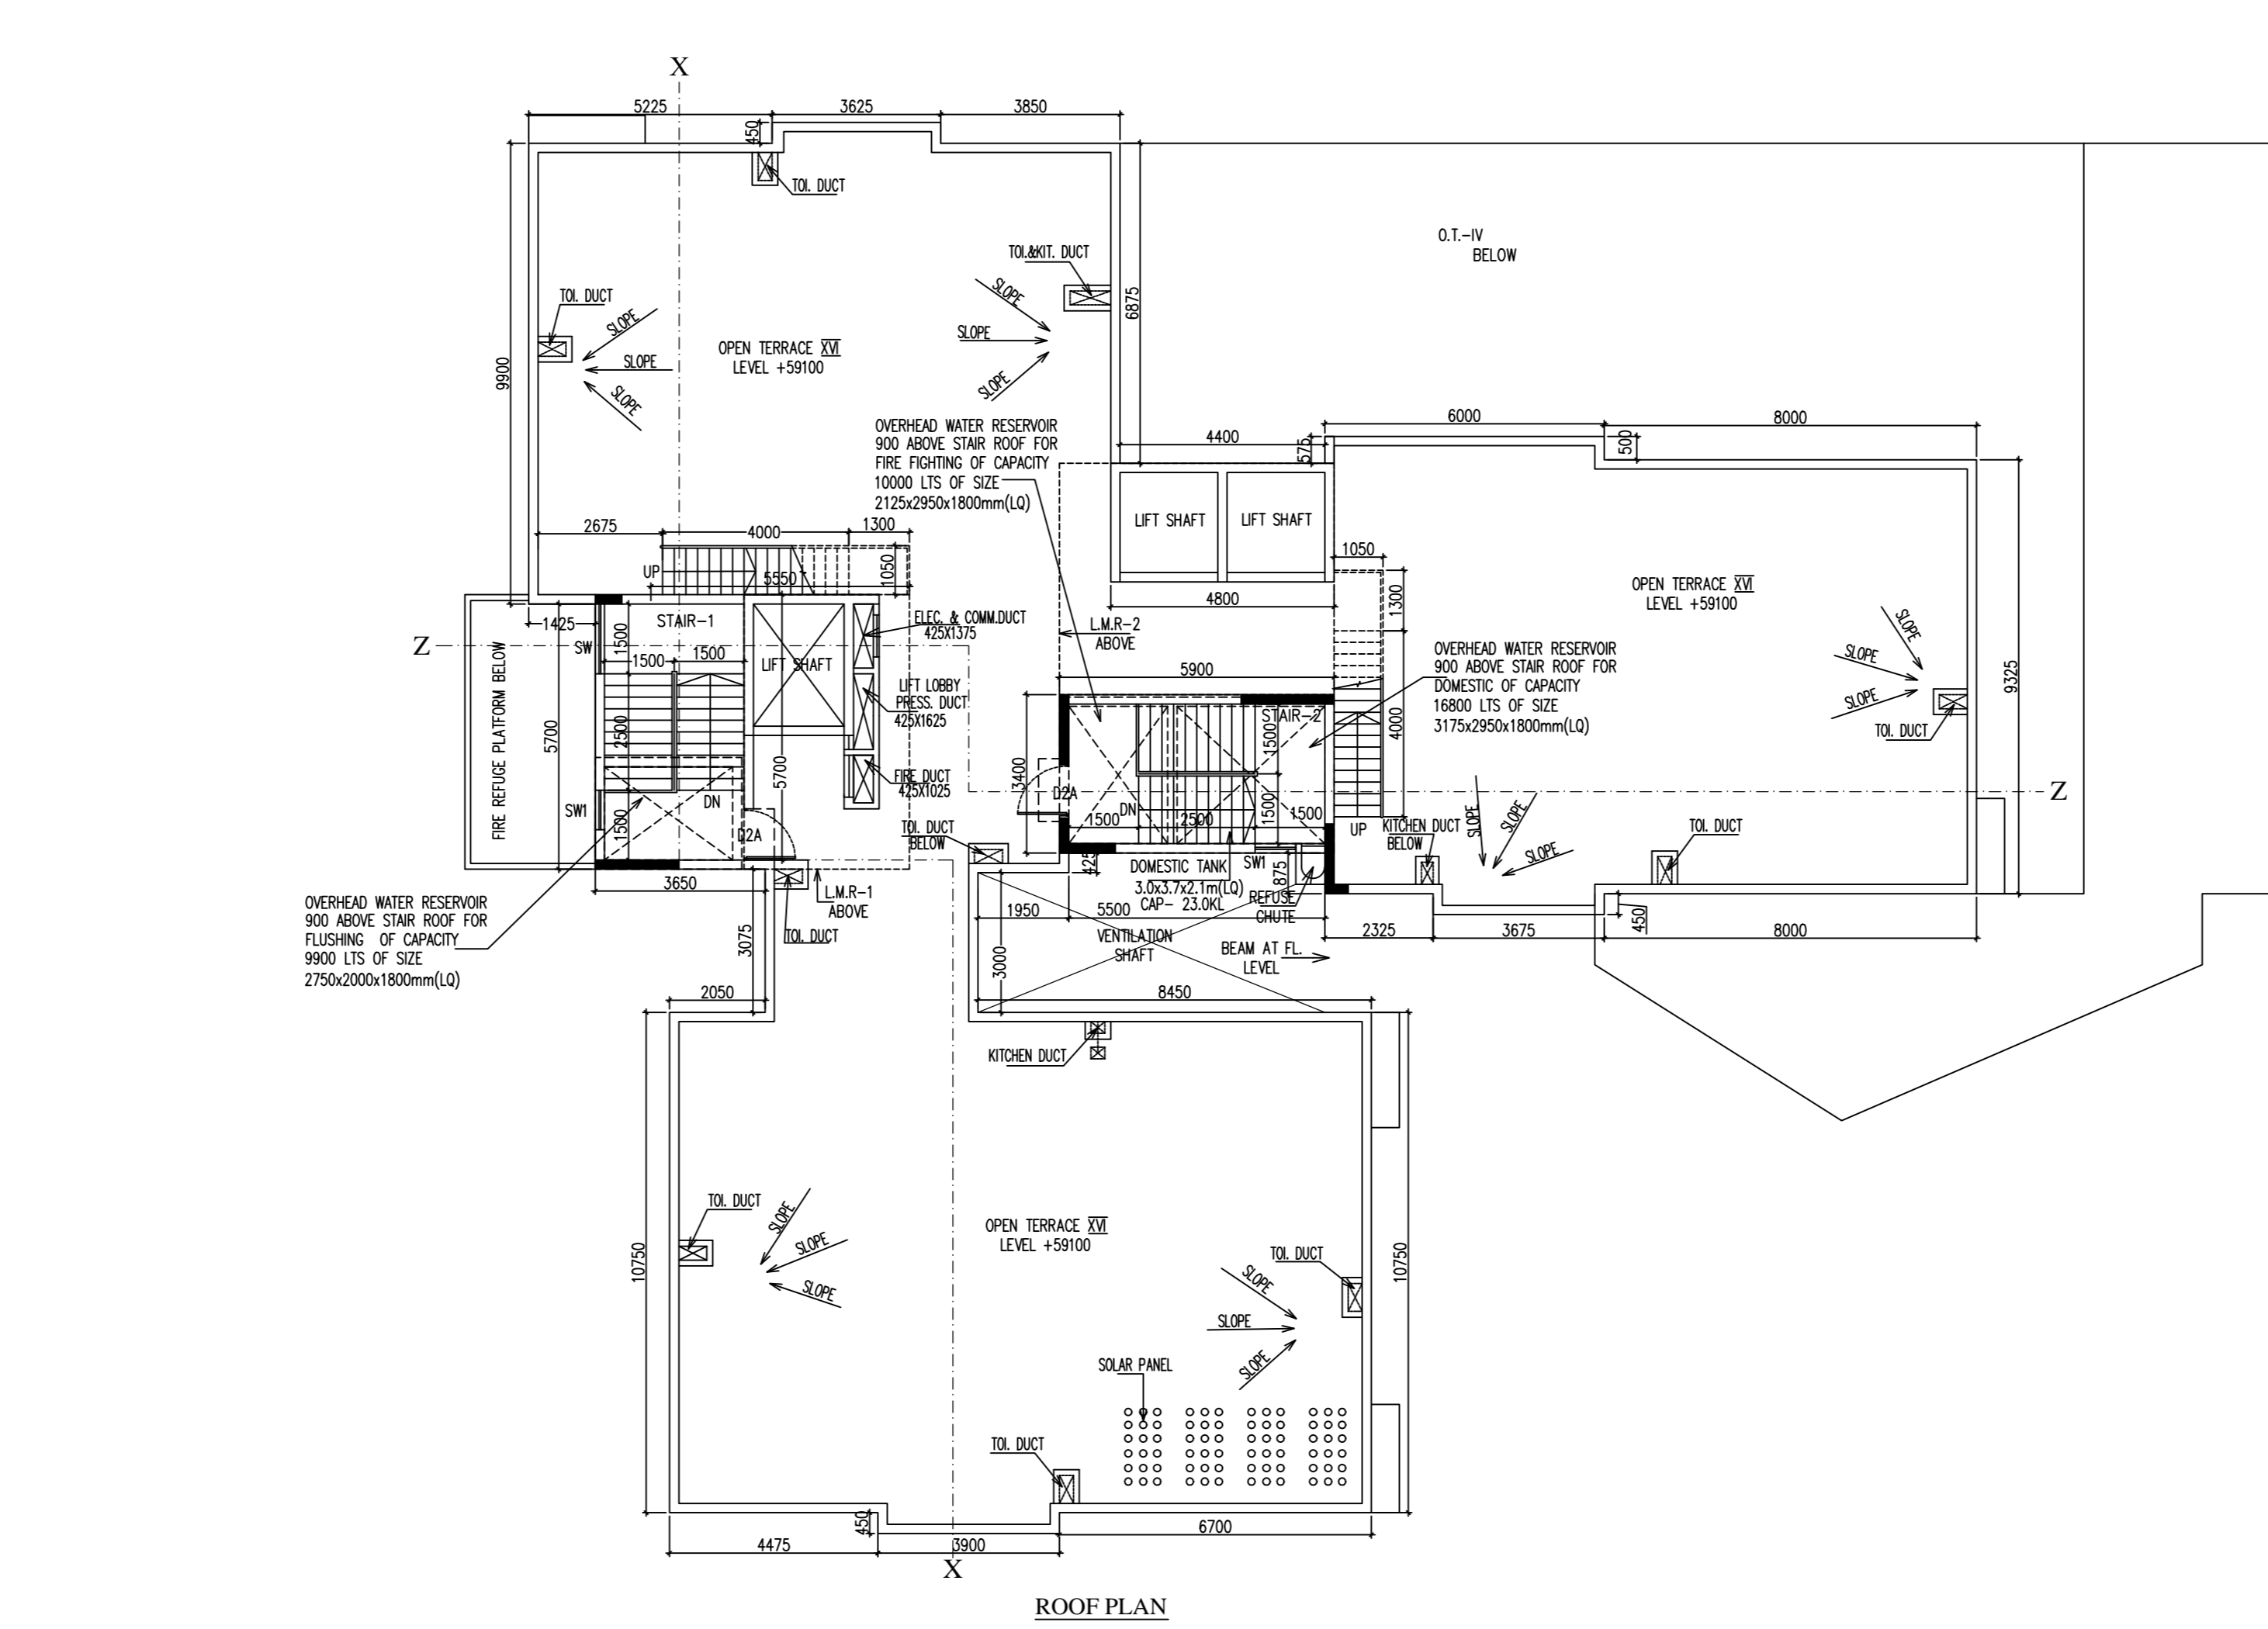 X
5225
3625
3850
450
TOI. DUCT
O.T.-IV
BELOW
TOI.&KIT. DUCT
SLOPE
SLOPE
SLOPE
6875
TOI. DUCT
SLOPE
SLOPE
SLOPE
OPEN TERRACE XVI
LEVEL +59100
9900
OVERHEAD WATER RESERVOIR
900 ABOVE STAIR ROOF FOR
FIRE FIGHTING OF CAPACITY
10000 LTS OF SIZE
2125x2950x1800mm(LQ)
4400
575
6000
8000
500
2675
4000
1300
UP
5550
1050
LIFT SHAFT
LIFT SHAFT
4800
1050
1300
4000
OPEN TERRACE XVI
LEVEL +59100
SLOPE
SLOPE
SLOPE
TOI. DUCT
9325
1425
STAIR-1
1500
1500
1500
SW
Z
FIRE REFUGE PLATFORM BELOW
5700
2500
LIFT SHAFT
ELEC. & COMM.DUCT
425X1375
LIFT LOBBY
PRESS. DUCT
425X1625
FIRE DUCT
425X1025
5700
SW1
1500
DN
D2A
L.M.R-2
ABOVE
5900
STAIR-2
OVERHEAD WATER RESERVOIR
900 ABOVE STAIR ROOF FOR
DOMESTIC OF CAPACITY
16800 LTS OF SIZE
3175x2950x1800mm(LQ)
3400
D2A
DN
1500
1500
1500
2500
1500
UP
Z
KITCHEN DUCT
BELOW
SLOPE
SLOPE
SLOPE
TOI. DUCT
TOI. DUCT
BELOW
425
DOMESTIC TANK
3.0x3.7x2.1m(LQ)
CAP- 23.0KL
SW1
875
REFUSE
CHUTE
3650
L.M.R-1
ABOVE
TOI. DUCT
3075
OVERHEAD WATER RESERVOIR
900 ABOVE STAIR ROOF FOR
FLUSHING OF CAPACITY
9900 LTS OF SIZE
2750x2000x1800mm(LQ)
1950
5500
VENTILATION
SHAFT
3000
BEAM AT FL.
LEVEL
2325
3675
450
8000
2050
8450
KITCHEN DUCT
10750
TOI. DUCT
SLOPE
SLOPE
SLOPE
OPEN TERRACE XVI
LEVEL +59100
TOI. DUCT
SLOPE
SLOPE
SLOPE
10750
SOLAR PANEL
TOI. DUCT
450
6700
4475
3900
X
ROOF PLAN